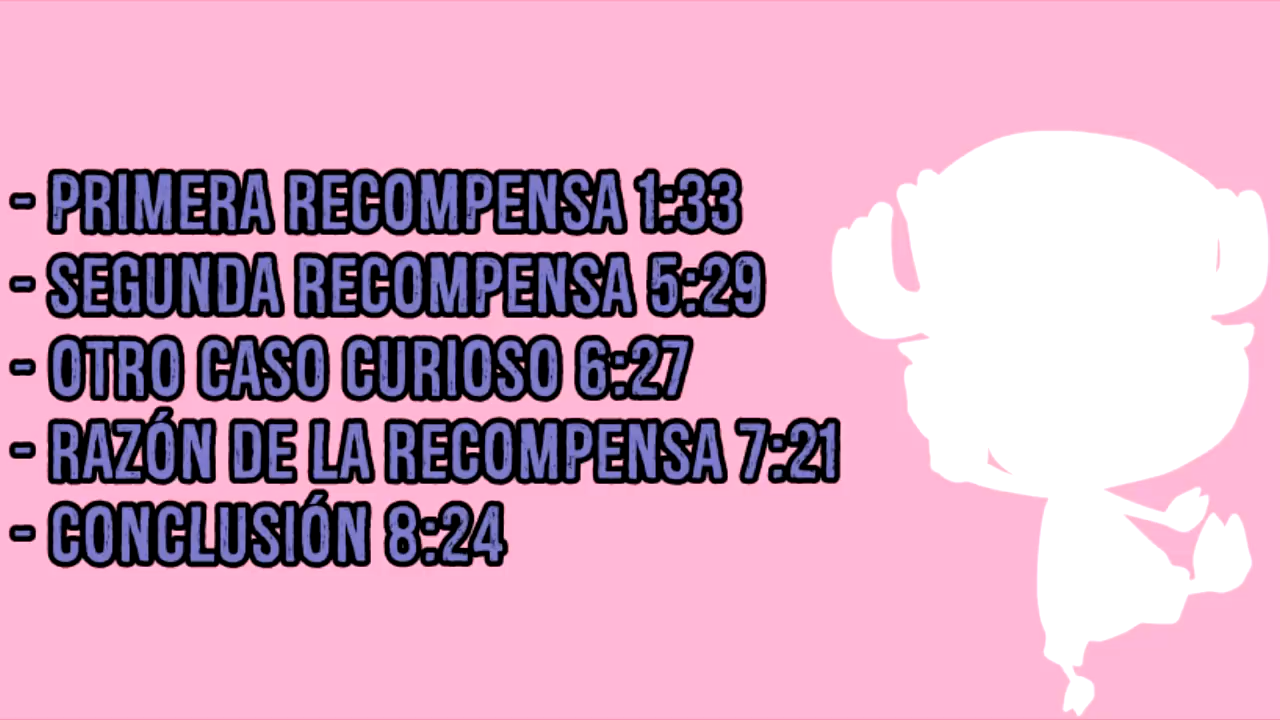 - PRIMERA RECOMPENSA 1:33
- SEGUNDA RECOMPENSA 5:29
- OTRO CASO CURIOSO 6:27
- RAZÓN DE LA RECOMPENSA 7:21
- CONCLUSIÓN 8:24